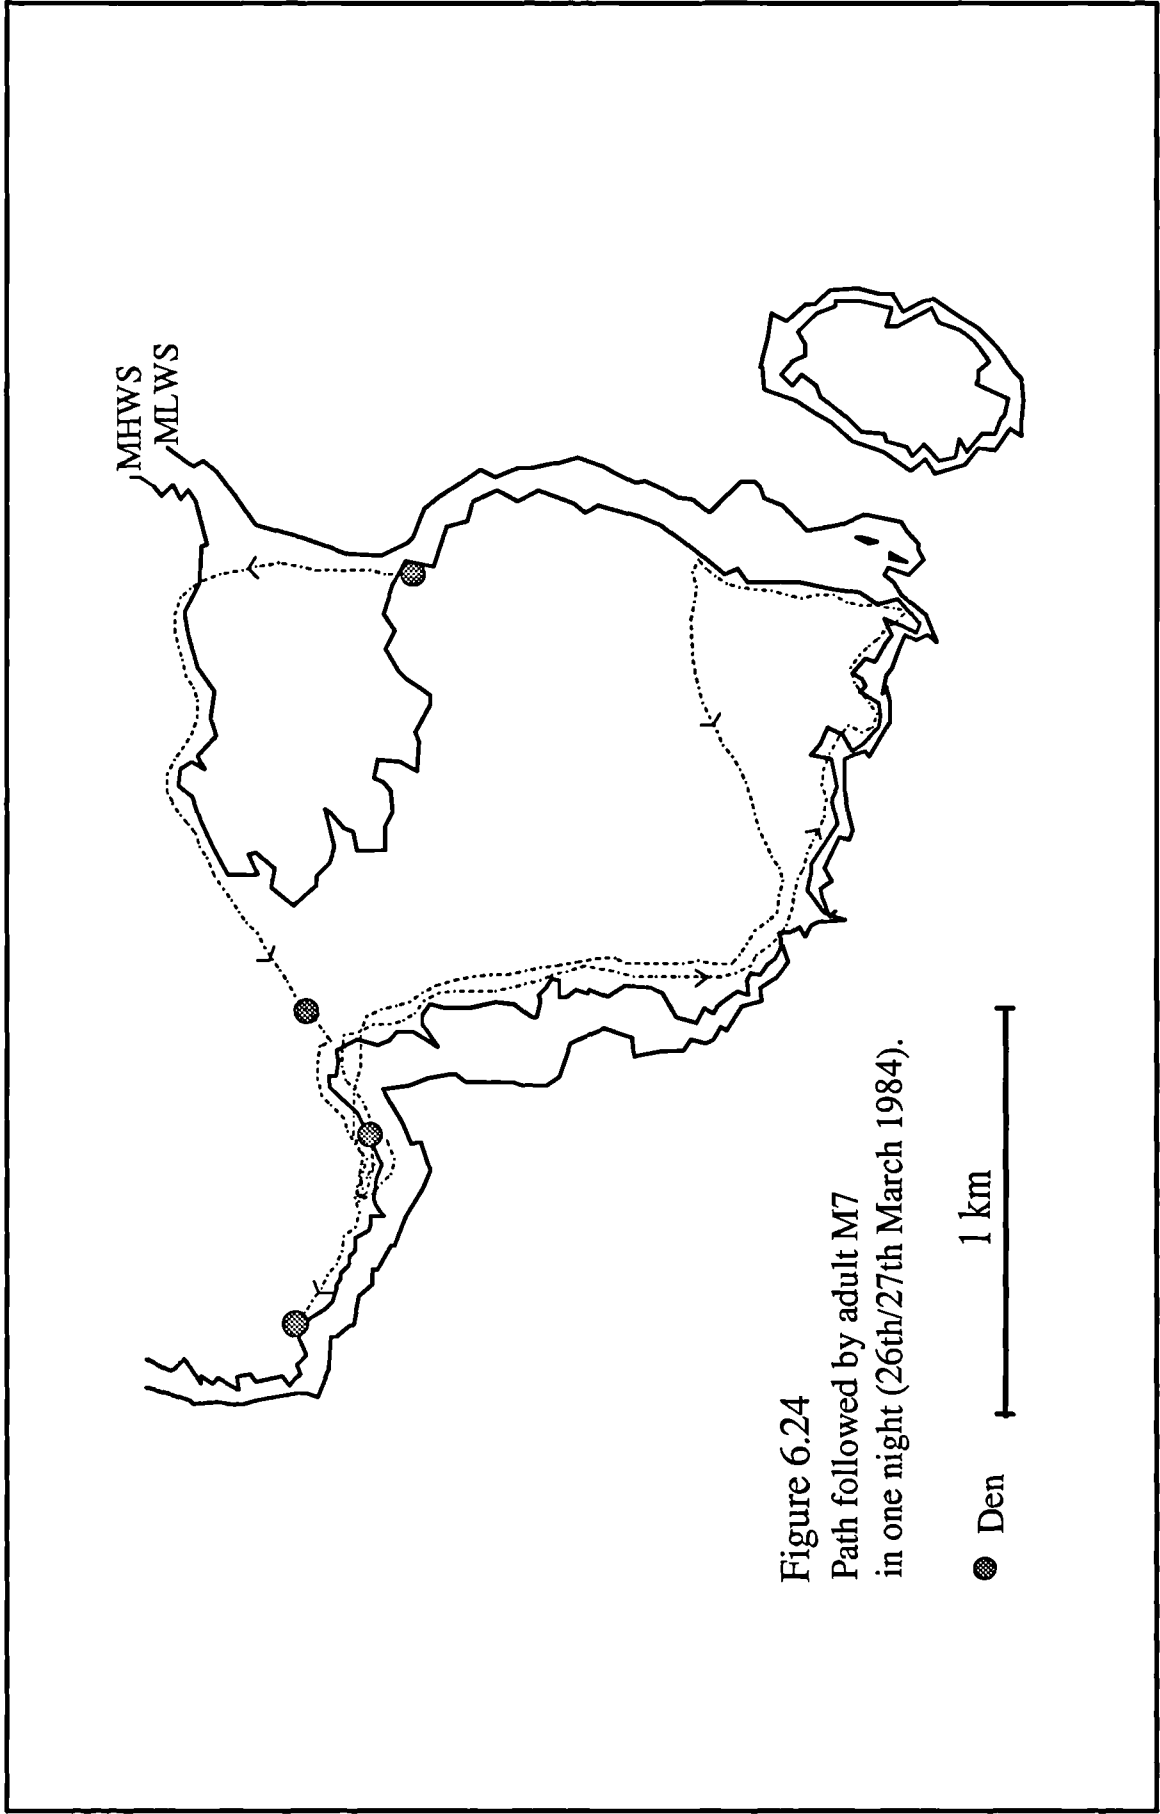 MHWS
MLWS
Figure 6.24
Path followed by adult M7
in one night (26th/27th March 1984).
1 km
Den